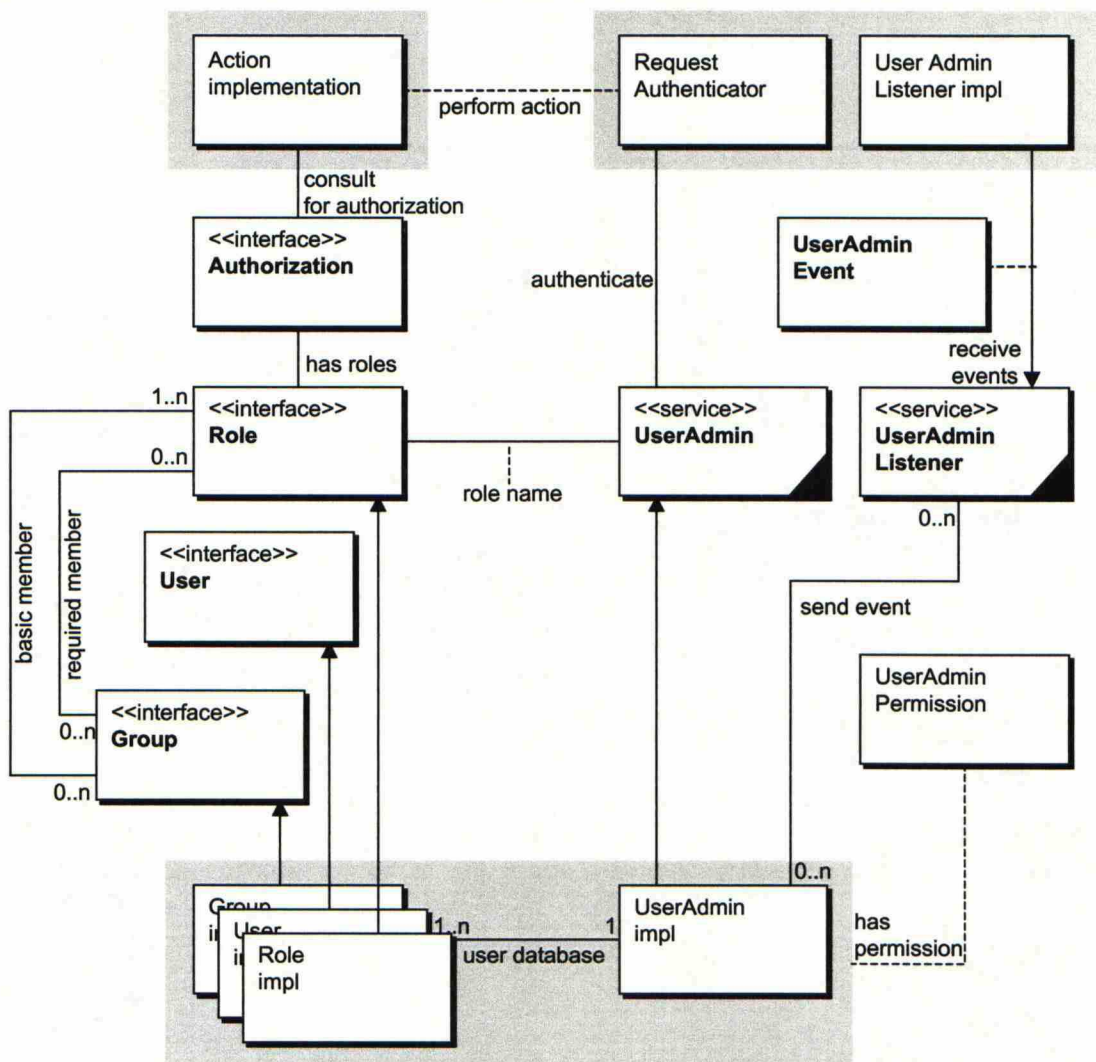 Action
implementation
Request
Authenticator
User Admin
Listener impl
perform action
consult
for authorization
<<interface>>
Authorization
UserAdmin
Event
authenticate
has roles
receive
events
1..n
<<interface>>
Role
0..n
<<service>>
UserAdmin
<<service>>
UserAdmin
Listener
role name
0..n
<<interface>>
User
basic member
required member
send event
UserAdmin
Permission
<<interface>>
Group
0..n
0..n
0..n
Group
User
Role
impl
1..n
1
user database
UserAdmin
impl
has
permission